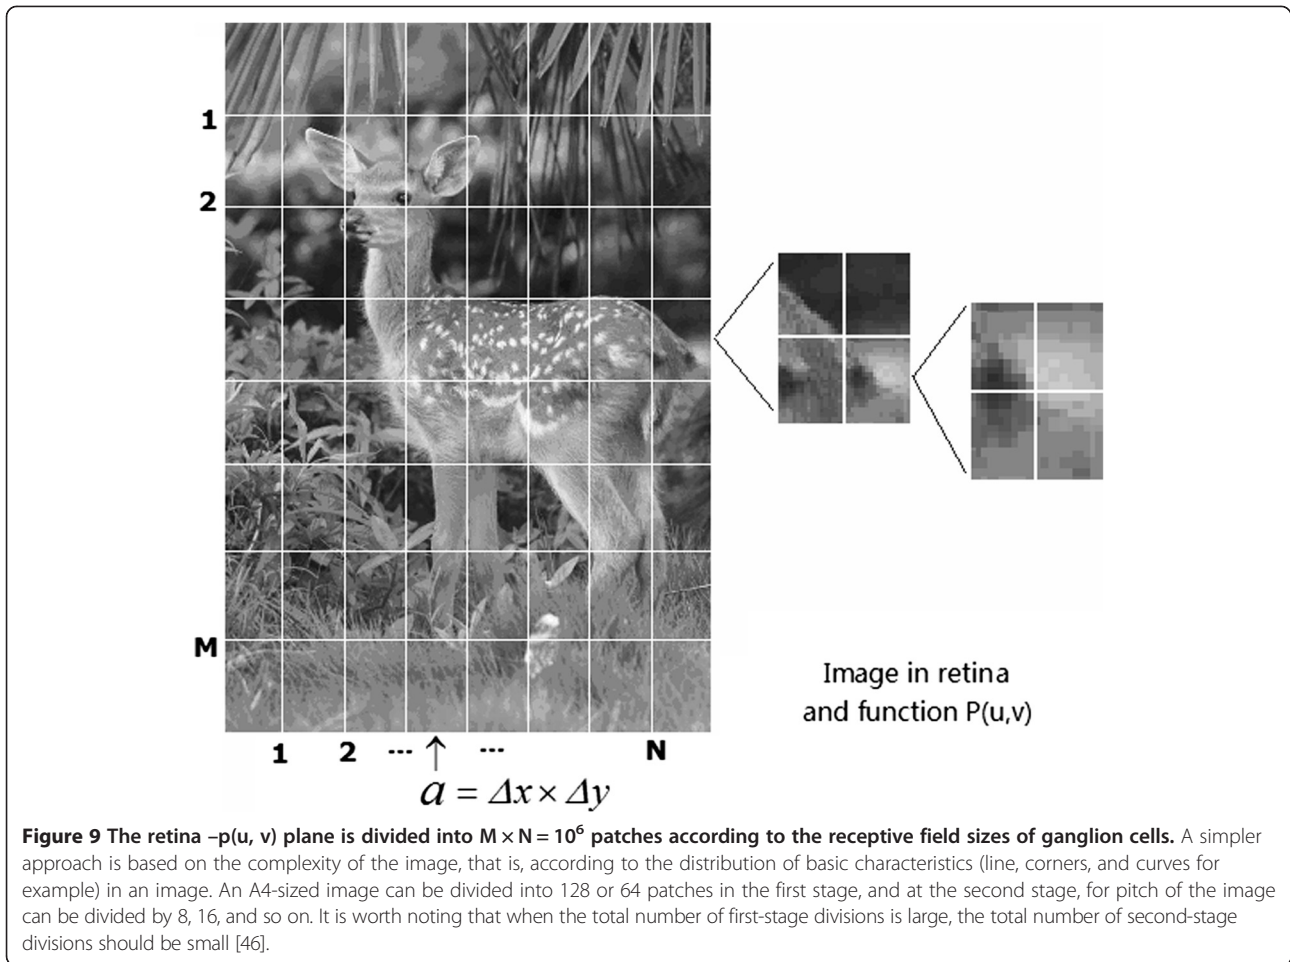 1
2
M
1 2 ... ... N
a = Δx × Δy
Image in retina
and function P(u,v)
Figure 9 The retina –p(u, v) plane is divided into M × N = 10⁶ patches according to the receptive field sizes of ganglion cells. A simpler
approach is based on the complexity of the image, that is, according to the distribution of basic characteristics (line, corners, and curves for
example) in an image. An A4-sized image can be divided into 128 or 64 patches in the first stage, and at the second stage, for pitch of the image
can be divided by 8, 16, and so on. It is worth noting that when the total number of first-stage divisions is large, the total number of second-stage
divisions should be small [46].